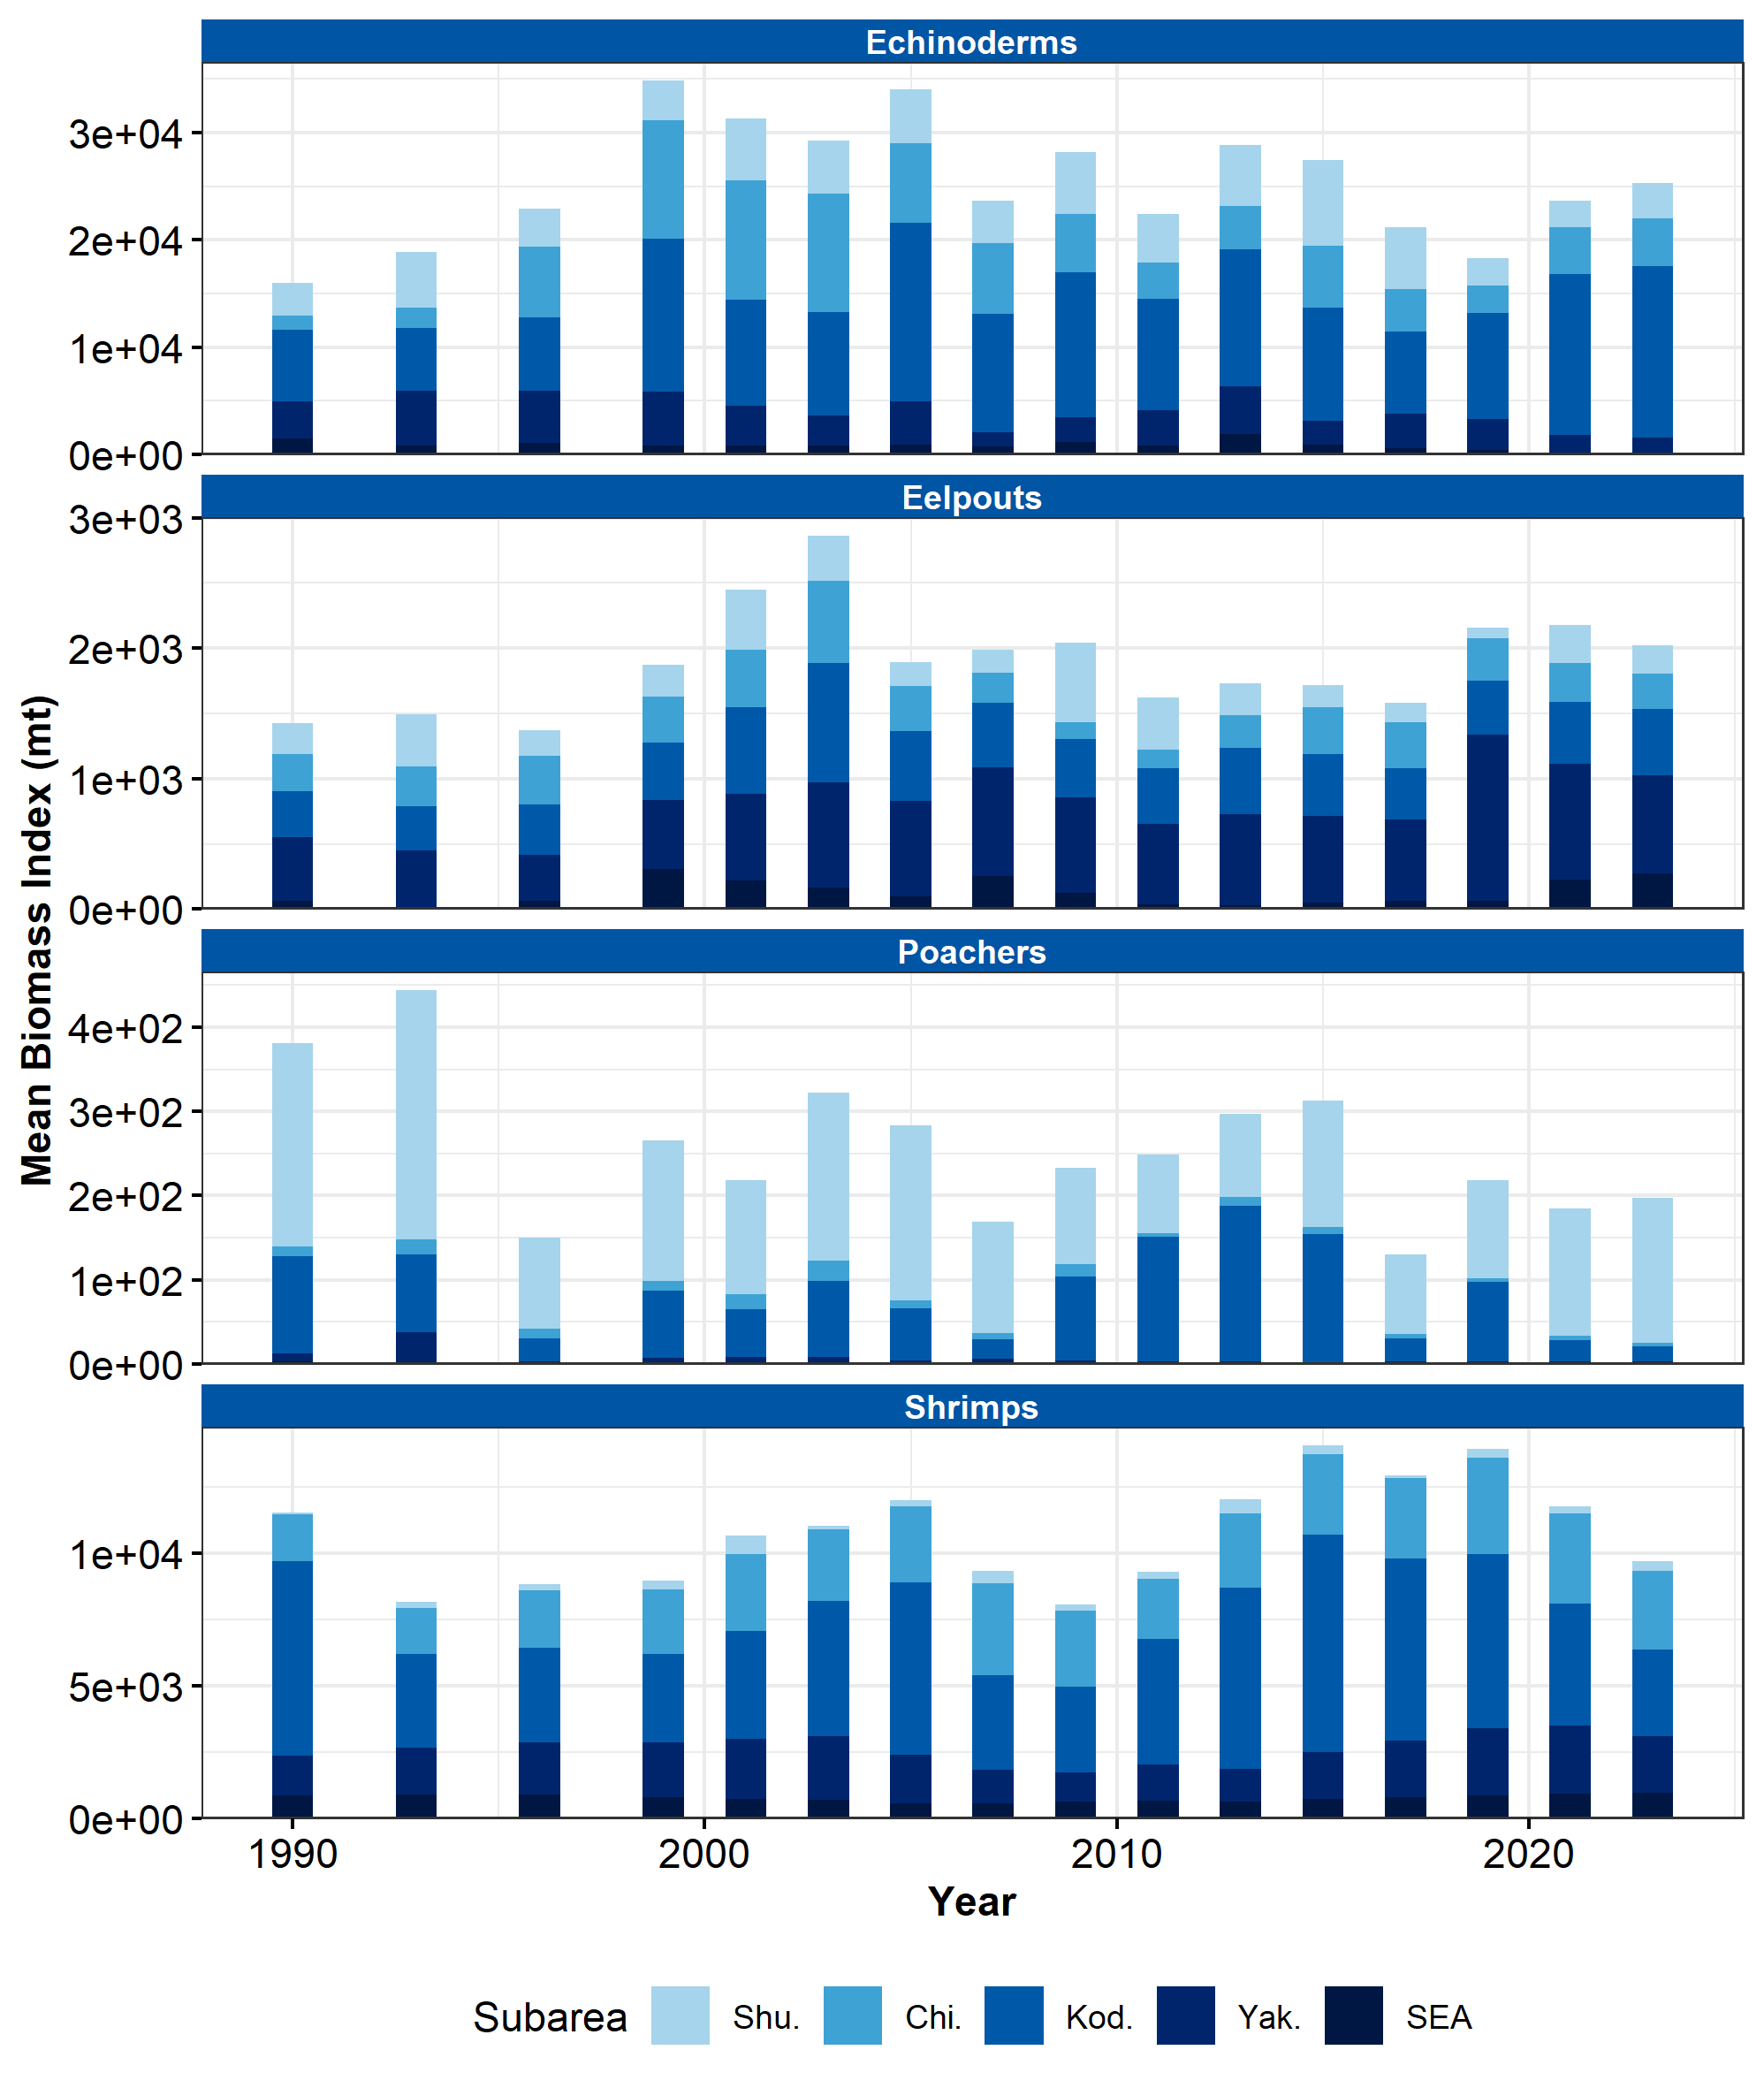 Echinoderms
3e+04
2e+04
1e+04
0e+00
Eelpouts
3e+03
2e+03
1e+03
0e+00
Poachers
4e+02
3e+02
2e+02
1e+02
0e+00
Shrimps
1e+04
5e+03
0e+00
Mean Biomass Index (mt)
1990 2000 2010 2020
Year
Subarea Shu. Chi. Kod. Yak. SEA